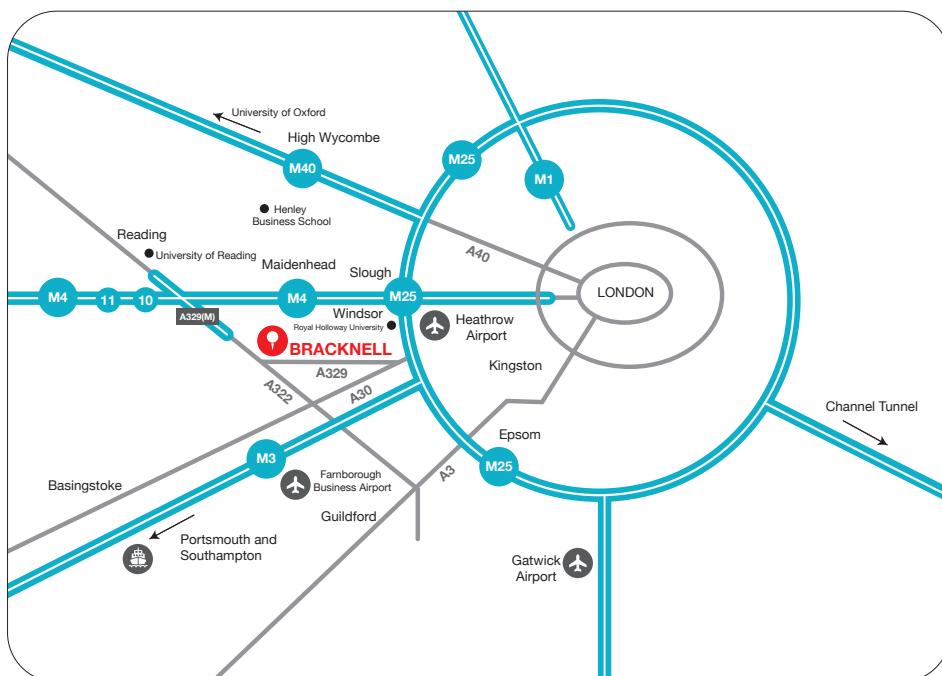 University of Oxford
High Wycombe
M40
M25
M1
Henley
Business School
Reading
University of Reading
A40
Maidenhead
Slough
M4
11
10
M4
M25
LONDON
A329(M)
Windsor
Royal Holloway University
Heathrow
Airport
BRACKNELL
A329
Kingston
A322
A30
Channel Tunnel
Epsom
M3
M25
A3
Farnborough
Business Airport
Basingstoke
Guildford
Portsmouth and
Southampton
Gatwick
Airport